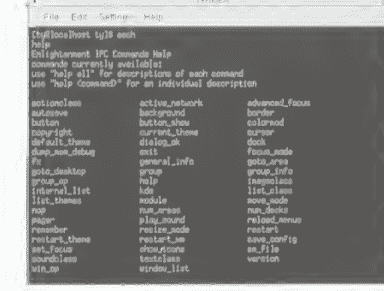 File Edit Settings Help
[ty@localhost tyl$ eesh
help
Enlightenment IPC Commands Help
commands currently available:
use "help all" for descriptions of each command
use "help <command>" for an individual description
actionclass active_network advanced_focus
autosave background border
button button_show colormod
copyright current_theme cursor
default_theme dialog_ok dock
dump_mem_debug exit focus_mode
fx general_info goto_area
goto_desktop group group_info
group_op help imageclass
internal_list kde list_class
list_themes module move_mode
nop num_areas num_desks
pager play_sound reload_menus
remember resize_mode restart
restart_theme restart_wm save_config
set_focus show_icons sm_file
soundclass textclass version
win_op window_list